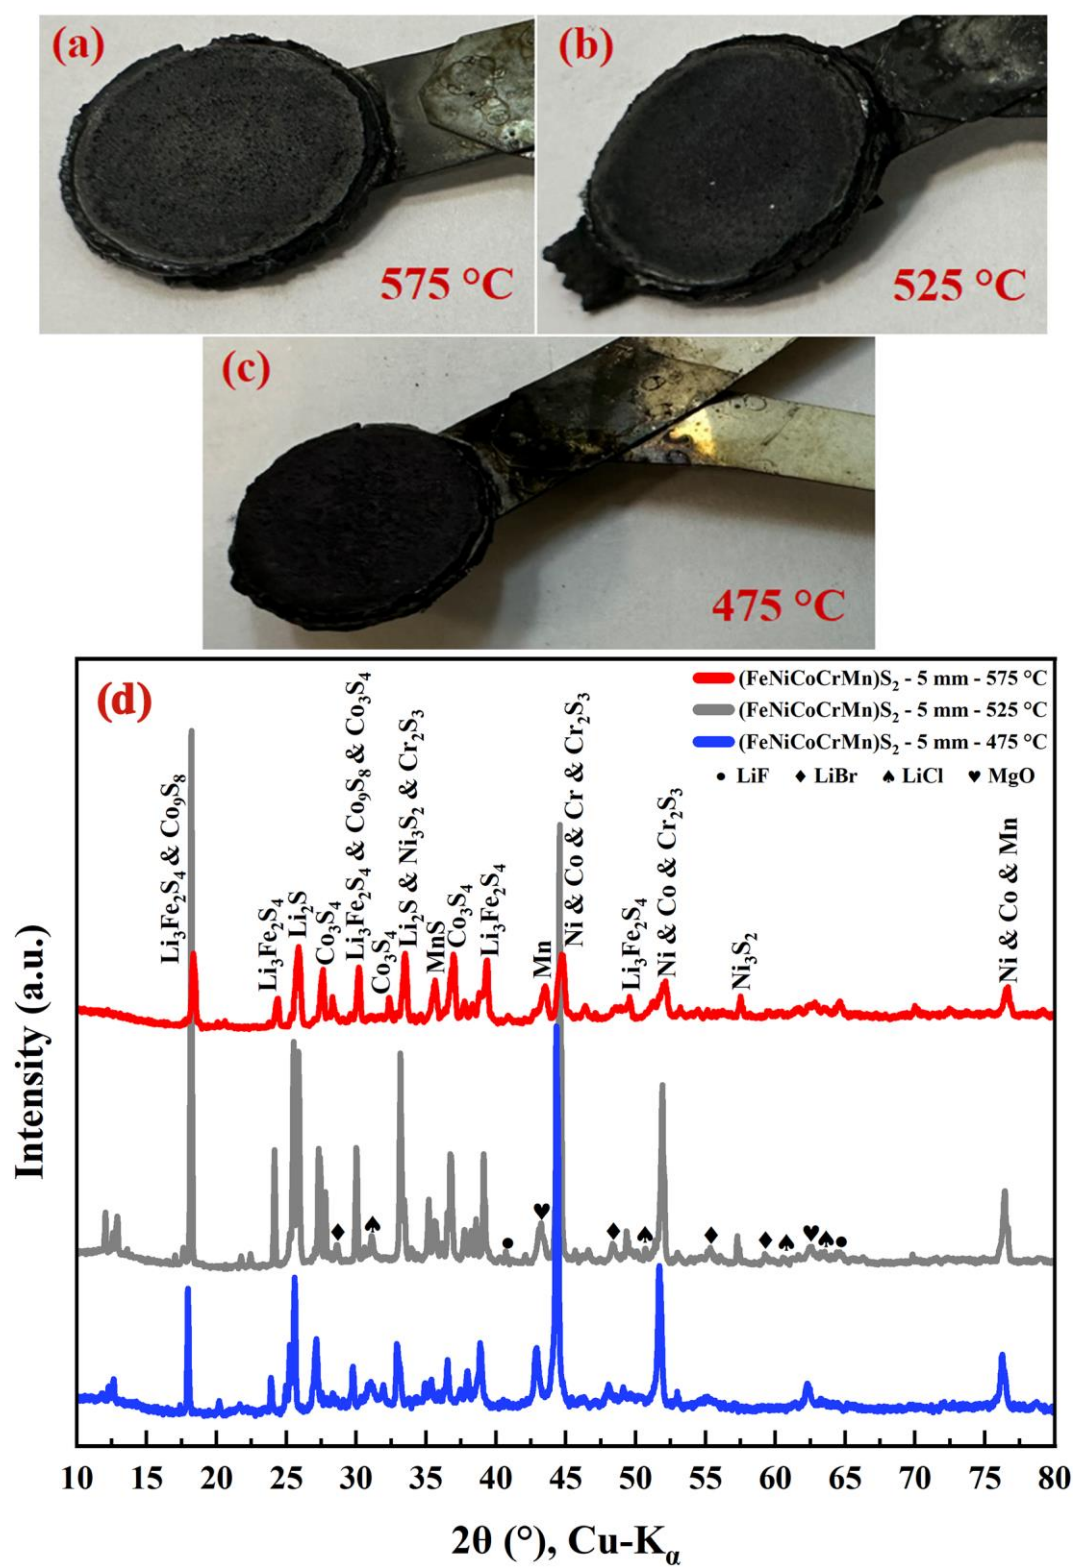 (a)
575 °C
(b)
525 °C
(c)
475 °C
(d)
(FeNiCoCrMn)S₂ - 5 mm - 575 °C
(FeNiCoCrMn)S₂ - 5 mm - 525 °C
(FeNiCoCrMn)S₂ - 5 mm - 475 °C
● LiF ♦ LiBr ♠ LiCl ♥ MgO
Li₃Fe₂S₄ & Co₉S₈
Li₃Fe₂S₄
Li₂S
Co₃S₄
Li₃Fe₂S₄ & Co₉S₈ & Co₃S₄
Co₃S₄
Li₂S & Ni₃S₂ & Cr₂S₃
MnS
Co₃S₄
Li₃Fe₂S₄
Mn
Ni & Co & Cr & Cr₂S₃
Li₃Fe₂S₄
Ni & Co & Cr₂S₃
Ni₃S₂
Ni & Co & Mn
Intensity (a.u.)
10 15 20 25 30 35 40 45 50 55 60 65 70 75 80
2θ (°), Cu-Kα